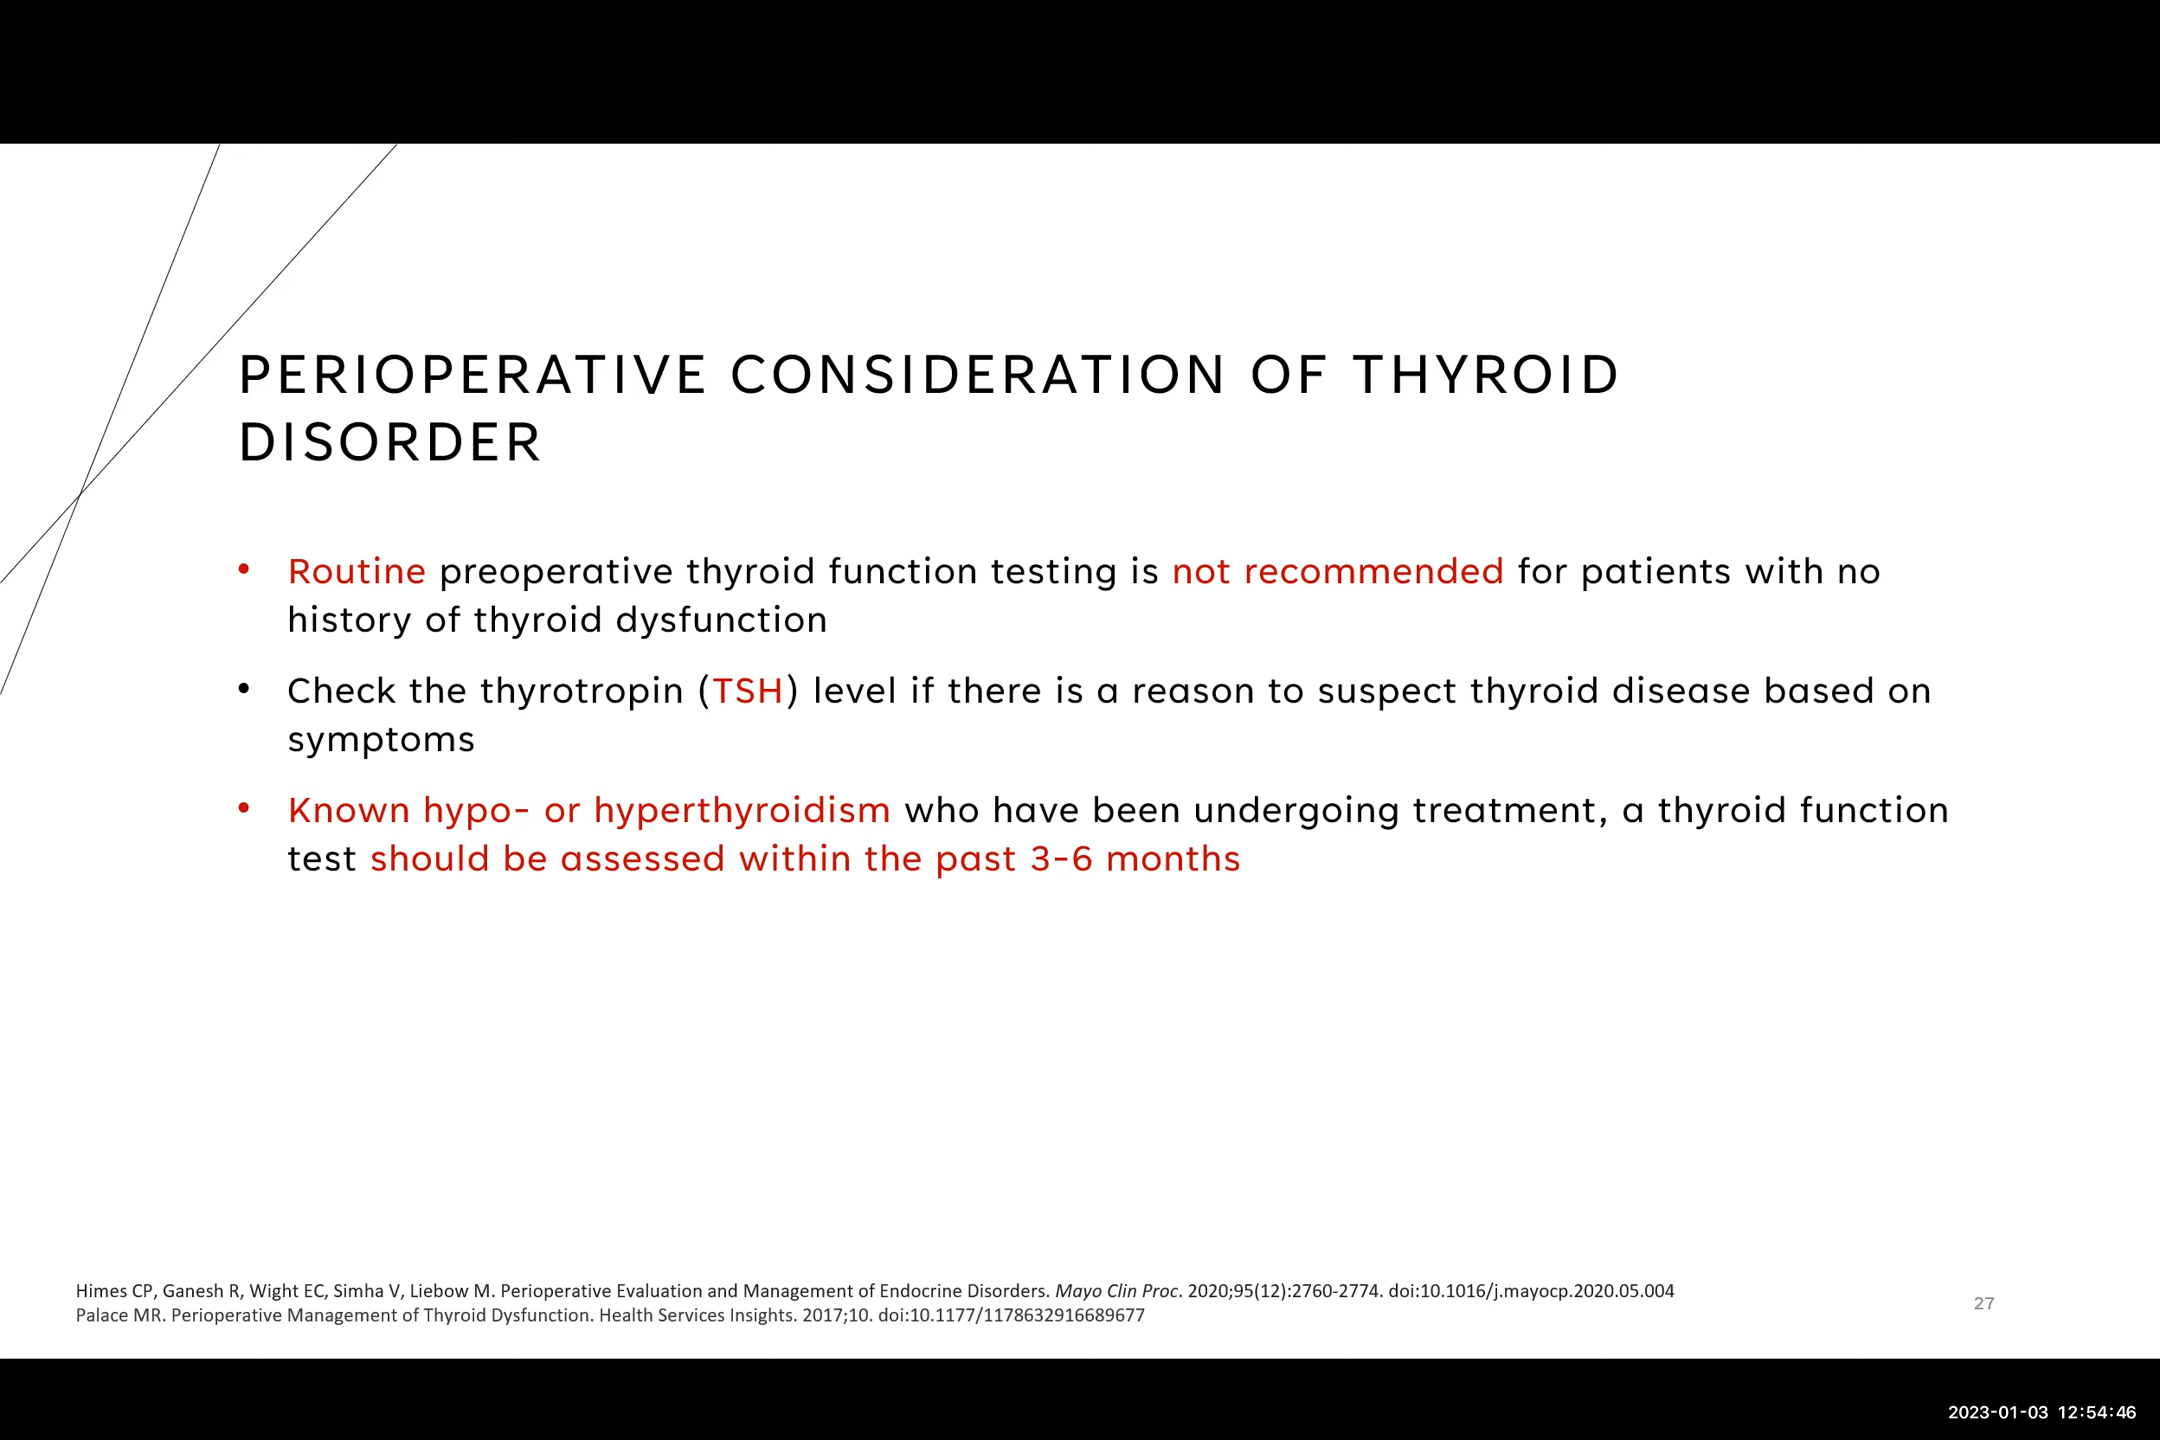 PERIOPERATIVE CONSIDERATION OF THYROID
DISORDER
• Routine preoperative thyroid function testing is not recommended for patients with no
history of thyroid dysfunction
• Check the thyrotropin (TSH) level if there is a reason to suspect thyroid disease based on
symptoms
• Known hypo- or hyperthyroidism who have been undergoing treatment, a thyroid function
test should be assessed within the past 3-6 months
Himes CP, Ganesh R, Wight EC, Simha V, Liebow M. Perioperative Evaluation and Management of Endocrine Disorders. Mayo Clin Proc. 2020;95(12):2760-2774. doi:10.1016/j.mayocp.2020.05.004
Palace MR. Perioperative Management of Thyroid Dysfunction. Health Services Insights. 2017;10. doi:10.1177/1178632916689677
27
2023-01-03 12:54:46